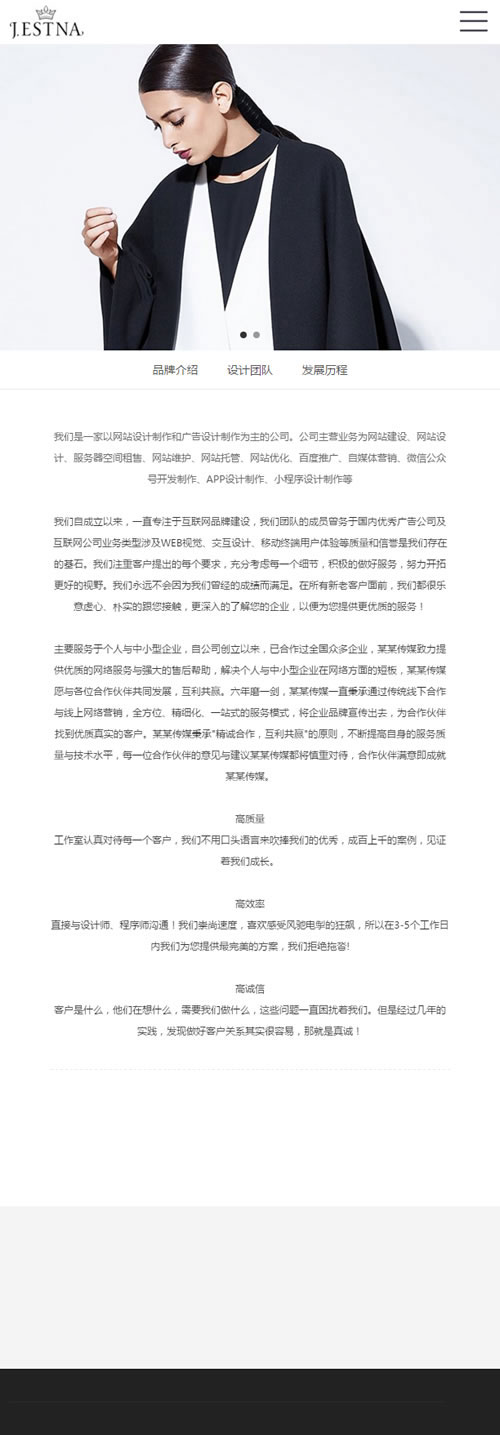 J.ESTNA
品牌介绍 设计团队 发展历程
我们是一家以网站设计制作和广告设计制作为主的公司。公司主营业务为网站建设、网站设
计、服务器空间租售、网站维护、网站托管、网站优化、百度推广、自媒体营销、微信公众
号开发制作、APP设计制作、小程序设计制作等
我们自成立以来，一直专注于互联网品牌建设，我们团队的成员曾务于国内优秀广告公司及
互联网公司业务类型涉及WEB视觉、交互设计、移动终端用户体验等质量和信誉是我们存在
的基石。我们注重客户提出的每个要求，充分考虑每一个细节，积极的做好服务，努力开拓
更好的视野。我们永远不会因为我们曾经的成绩而满足。在所有新老客户面前，我们都很乐
意虚心、朴实的跟您接触，更深入的了解您的企业，以便为您提供更优质的服务！
主要服务于个人与中小型企业，自公司创立以来，已合作过全国众多企业，某某传媒致力提
供优质的网络服务与强大的售后帮助，解决个人与中小型企业在网络方面的短板，某某传媒
愿与各位合作伙伴共同发展，互利共赢。六年磨一剑，某某传媒一直秉承通过传统线下合作
与线上网络营销，全方位、精细化、一站式的服务模式，将企业品牌宣传出去，为合作伙伴
找到优质真实的客户。某某传媒秉承“精诚合作，互利共赢”的原则，不断提高自身的服务质
量与技术水平，每一位合作伙伴的意见与建议某某传媒都将慎重对待，合作伙伴满意即成就
某某传媒。
高质量
工作室认真对待每一个客户，我们不用口头语言来吹捧我们的优秀，成百上千的案例，见证
着我们成长。
高效率
直接与设计师、程序师沟通！我们崇尚速度，喜欢感受风驰电掣的狂飙，所以在3-5个工作日
内我们为您提供最完美的方案，我们拒绝拖沓!
高诚信
客户是什么，他们在想什么，需要我们做什么，这些问题一直困扰着我们。但是经过几年的
实践，发现做好客户关系其实很容易，那就是真诚！